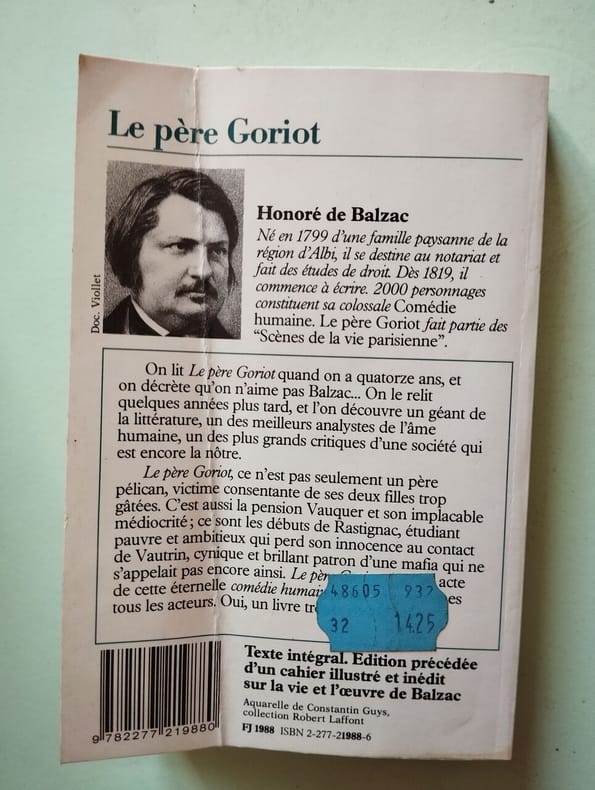 Le père Goriot
Doc. Viollet
Honoré de Balzac
Né en 1799 d'une famille paysanne de la
région d'Albi, il se destine au notariat et
fait des études de droit. Dès 1819, il
commence à écrire. 2000 personnages
constituent sa colossale Comédie
humaine. Le père Goriot fait partie des
“Scènes de la vie parisienne”.
On lit Le père Goriot quand on a quatorze ans, et
on décrète qu'on n'aime pas Balzac... On le relit
quelques années plus tard, et l'on découvre un géant de
la littérature, un des meilleurs analystes de l'âme
humaine, un des plus grands critiques d'une société qui
est encore la nôtre.
Le père Goriot, ce n'est pas seulement un père
pélican, victime consentante de ses deux filles trop
gâtées. C'est aussi la pension Vauquer et son implacable
médiocrité ; ce sont les débuts de Rastignac, étudiant
pauvre et ambitieux qui perd son innocence au contact
de Vautrin, cynique et brillant patron d'une mafia qui ne
s'appelait pas encore ainsi. Le père acte
de cette éternelle comédie humaine
tous les acteurs. Oui, un livre
48605 932
32 1425
Texte intégral. Edition précédée
d'un cahier illustré et inédit
sur la vie et l'œuvre de Balzac
Aquarelle de Constantin Guys,
collection Robert Laffont
FJ 1988 ISBN 2-277-21988-6
9 782277 219880